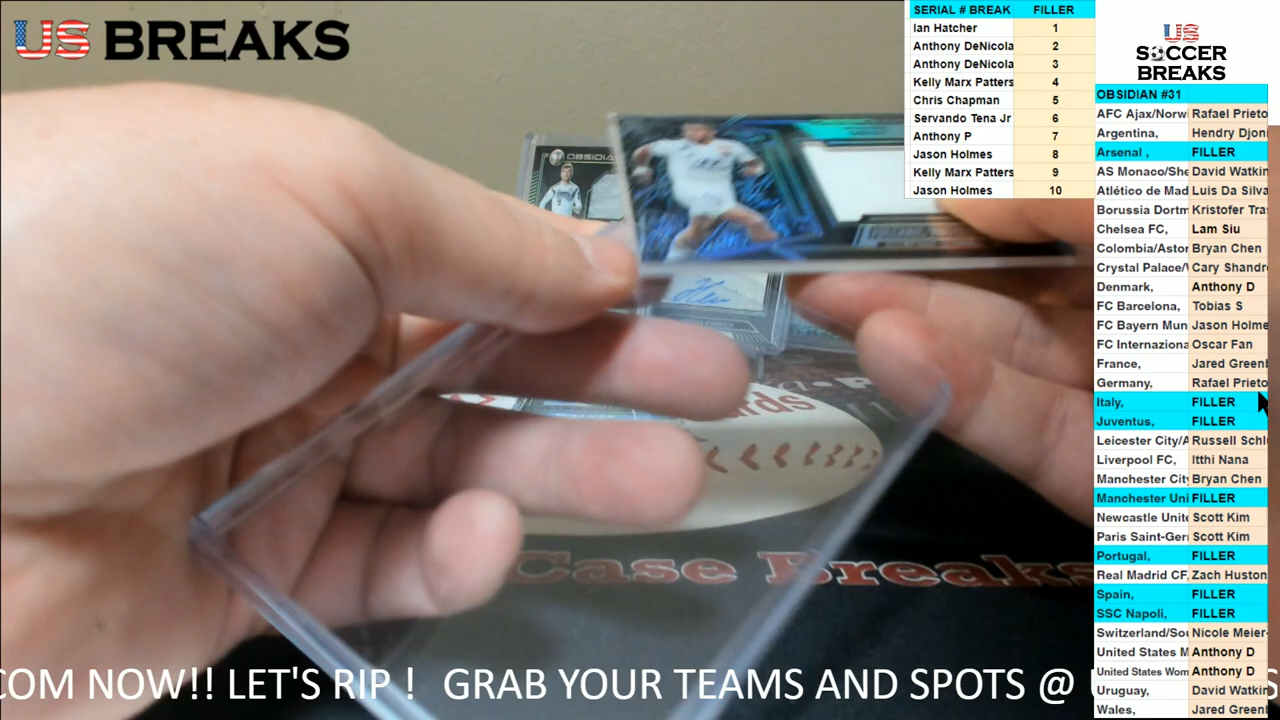 US BREAKS
SERIAL # BREAK FILLER
Ian Hatcher 1
Anthony DeNicola 2
Anthony DeNicola 3
Kelly Marx Patters 4
Chris Chapman 5
Servando Tena Jr 6
Anthony P 7
Jason Holmes 8
Kelly Marx Patters 9
Jason Holmes 10
US
SOCCER
BREAKS
OBSIDIAN #31
AFC Ajax/Norwi Rafael Prieto
Argentina, Hendry Djoni
Arsenal , FILLER
AS Monaco/She David Watkin
Atlético de Mad Luis Da Silva
Borussia Dortm Kristofer Tra
Chelsea FC, Lam Siu
Colombia/Aston Bryan Chen
Crystal Palace/ Cary Shandr
Denmark, Anthony D
FC Barcelona, Tobias S
FC Bayern Mun Jason Holme
FC Internaziona Oscar Fan
France, Jared Green
Germany, Rafael Prieto
Italy, FILLER
Juventus, FILLER
Leicester City/A Russell Schl
Liverpool FC, Itthi Nana
Manchester City Bryan Chen
Manchester Uni FILLER
Newcastle Unite Scott Kim
Paris Saint-Ger Scott Kim
Portugal, FILLER
Real Madrid CF, Zach Huston
Spain, FILLER
SSC Napoli, FILLER
Switzerland/Sou Nicole Meier-
United States M Anthony D
United States Wom Anthony D
Uruguay, David Watkin
Wales, Jared Green
OBSIDIA
Case Breaks
COM NOW!! LET'S RIP ! GRAB YOUR TEAMS AND SPOTS @ U